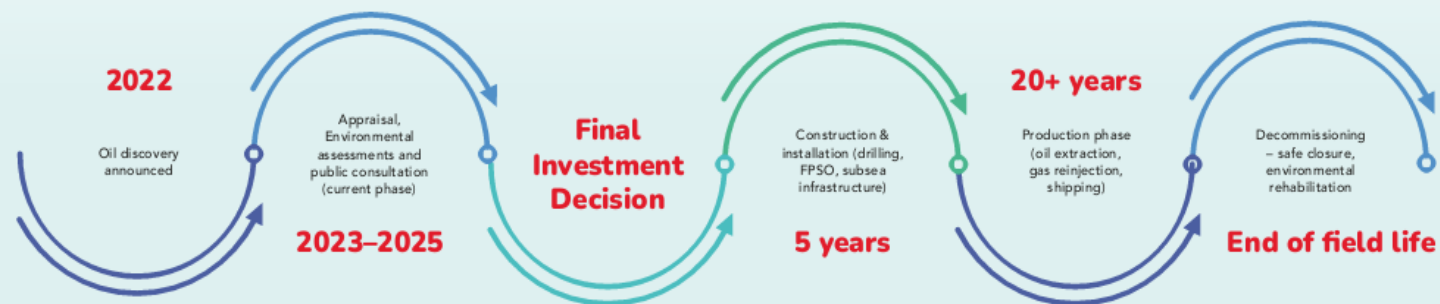 2022
Oil discovery
announced
Appraisal,
Environmental
assessments and
public consultation
(current phase)
2023–2025
Final
Investment
Decision
Construction &
installation (drilling,
FPSO, subsea
infrastructure)
5 years
20+ years
Production phase
(oil extraction,
gas reinjection,
shipping)
Decommissioning
– safe closure,
environmental
rehabilitation
End of field life